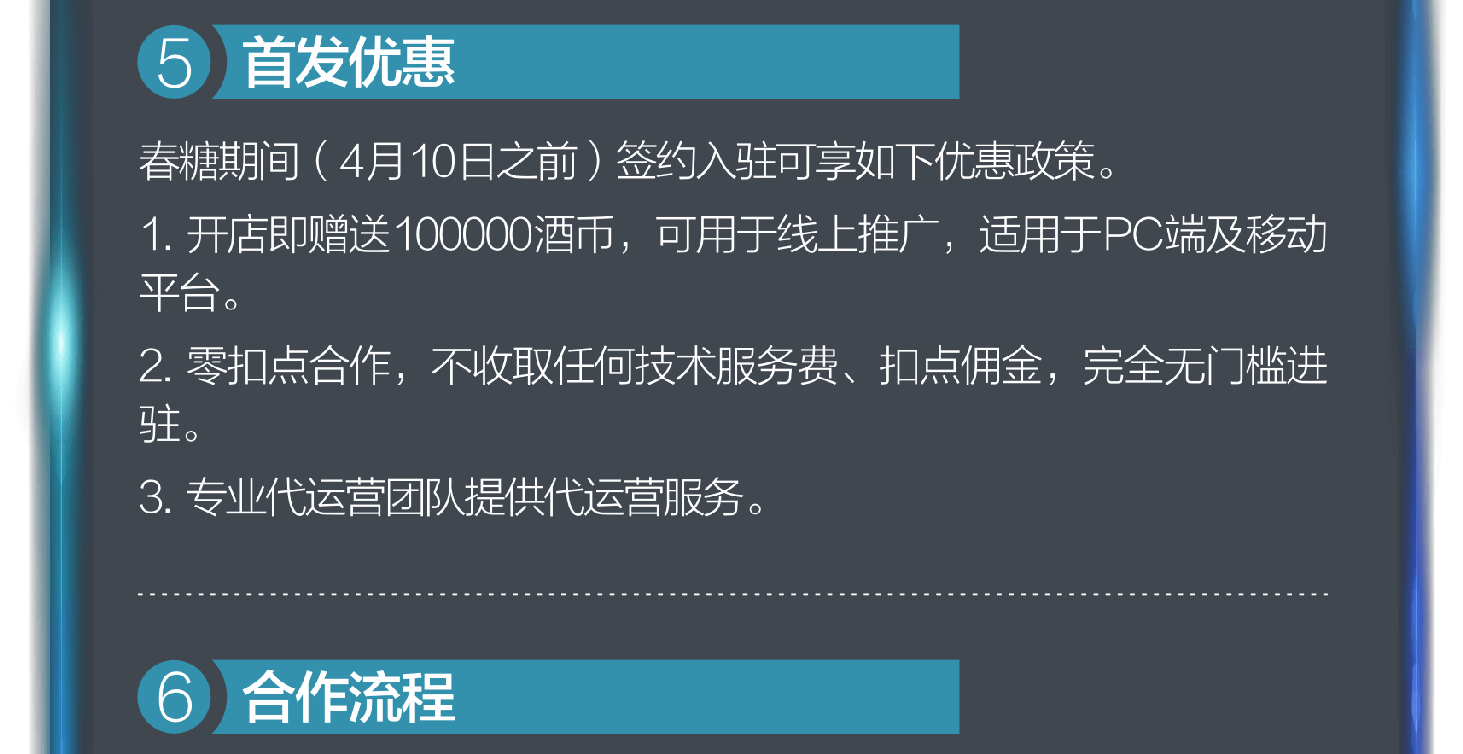 5 首发优惠
春糖期间（4月10日之前）签约入驻可享如下优惠政策。
1. 开店即赠送100000酒币，可用于线上推广，适用于PC端及移动
平台。
2. 零扣点合作，不收取任何技术服务费、扣点佣金，完全无门槛进
驻。
3. 专业代运营团队提供代运营服务。
6 合作流程